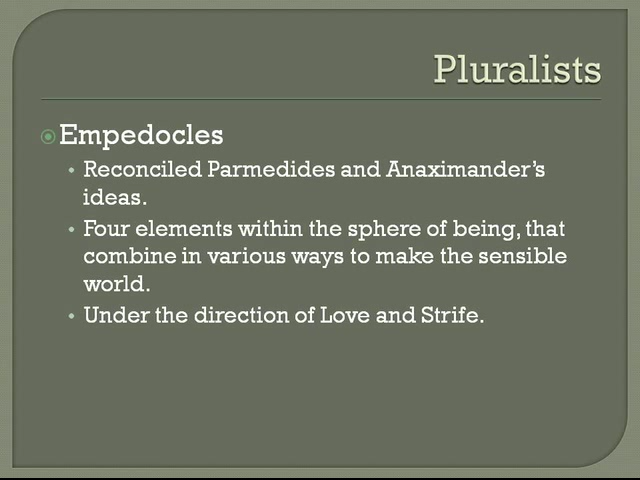 Pluralists
Empedocles
• Reconciled Parmedides and Anaximander's
ideas.
• Four elements within the sphere of being, that
combine in various ways to make the sensible
world.
• Under the direction of Love and Strife.